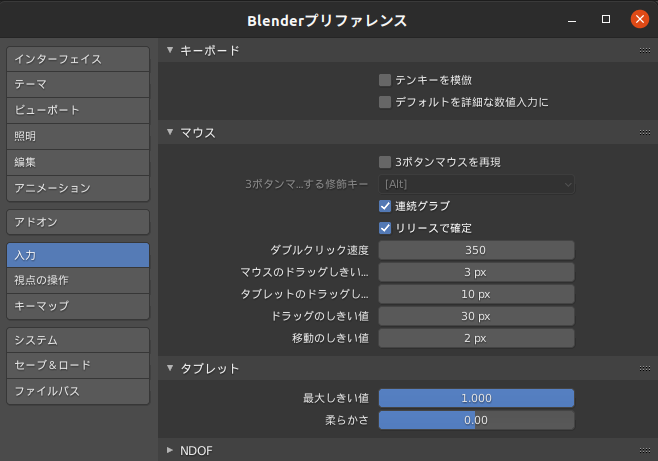 Blenderプリファレンス
インターフェイス
テーマ
ビューポート
照明
編集
アニメーション
アドオン
入力
視点の操作
キーマップ
システム
セーブ＆ロード
ファイルパス
キーボード
テンキーを模倣
デフォルトを詳細な数値入力に
マウス
3ボタンマウスを再現
3ボタンマ...する修飾キー [Alt]
連続グラブ
リリースで確定
ダブルクリック速度 350
マウスのドラッグしきい... 3 px
タブレットのドラッグし... 10 px
ドラッグのしきい値 30 px
移動のしきい値 2 px
タブレット
最大しきい値 1.000
柔らかさ 0.00
NDOF